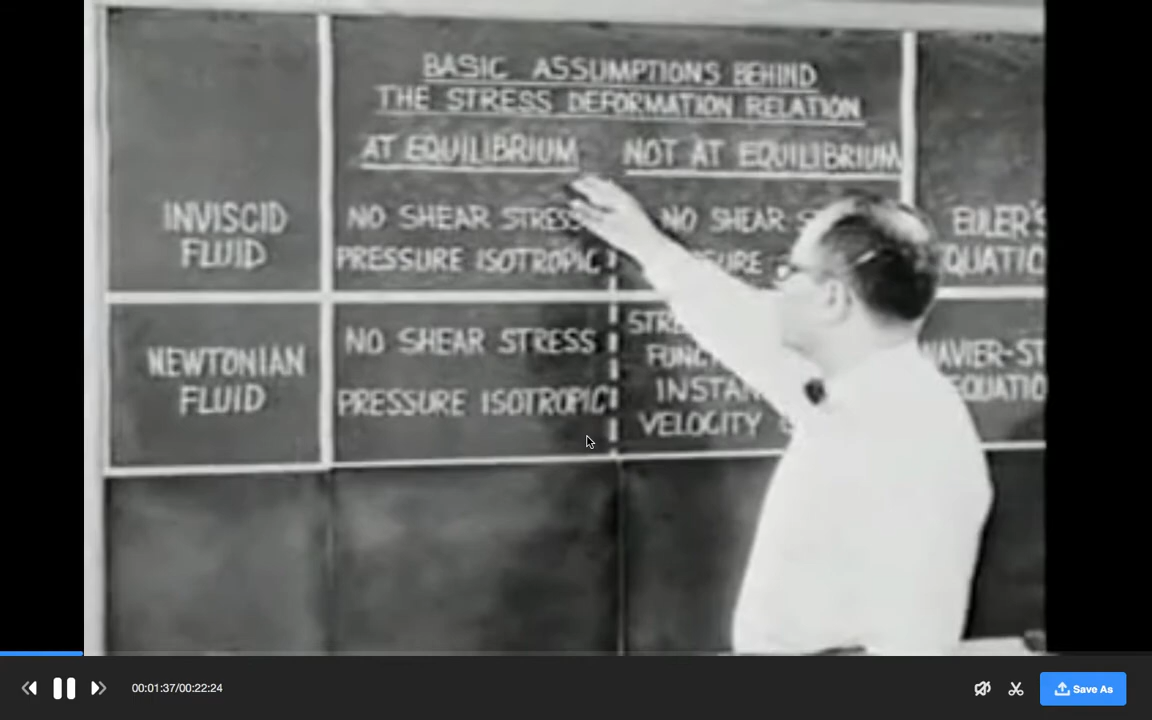 BASIC ASSUMPTIONS BEHIND
THE STRESS DEFORMATION RELATION
AT EQUILIBRIUM NOT AT EQUILIBRIUM
INVISCID
FLUID
NO SHEAR STRESS
PRESSURE ISOTROPIC
NO SHEAR
EULER'S
NEWTONIAN
FLUID
NO SHEAR STRESS
PRESSURE ISOTROPIC
VELOCITY
00:01:37/00:22:24
Save As